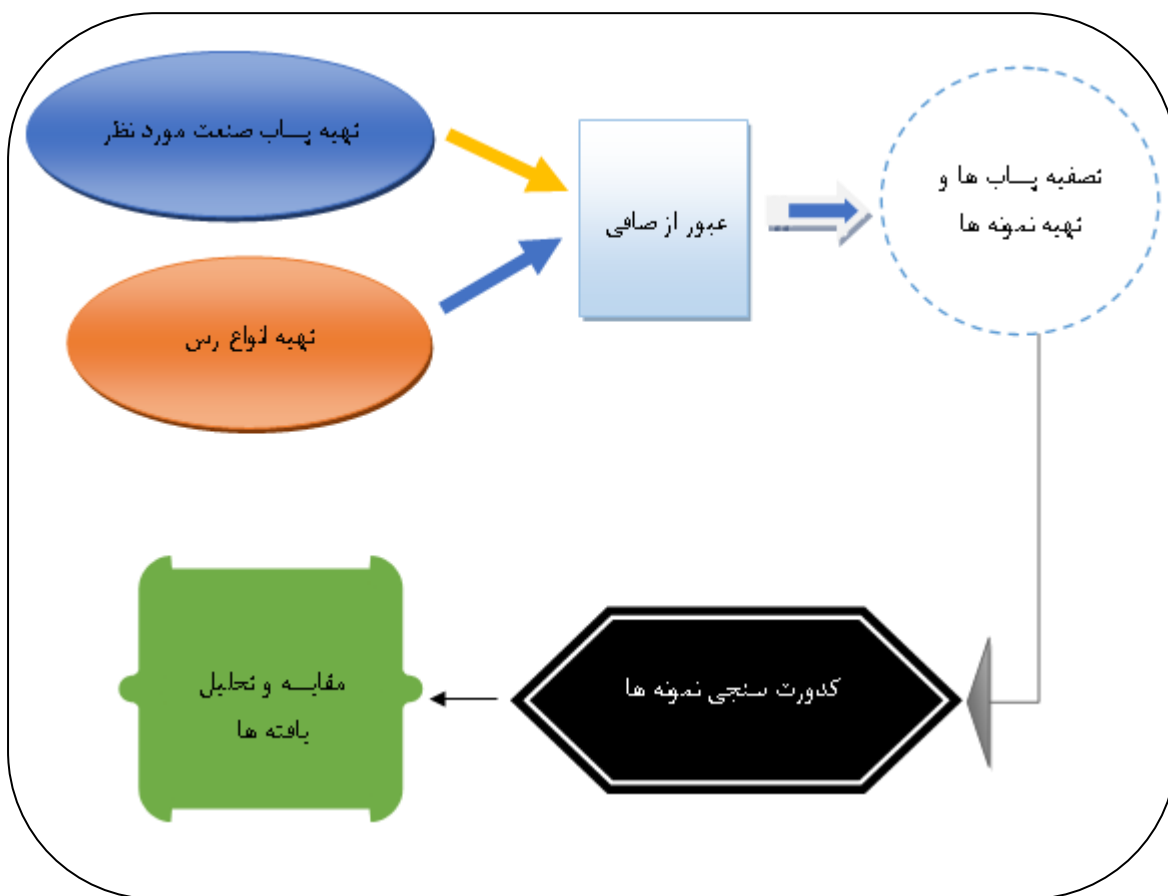 تهیه پساب صنعت مورد نظر
تهیه انواع رس
عبور از صافی
تصفیه پساب ها و
تهیه نمونه ها
کدورت سنجی نمونه ها
مقایسه و تحلیل
یافته ها